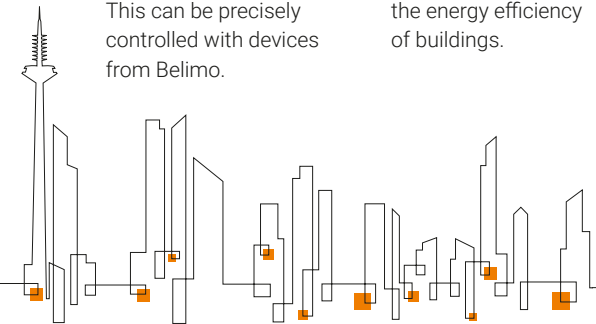 This can be precisely
controlled with devices
from Belimo.
the energy efficiency
of buildings.